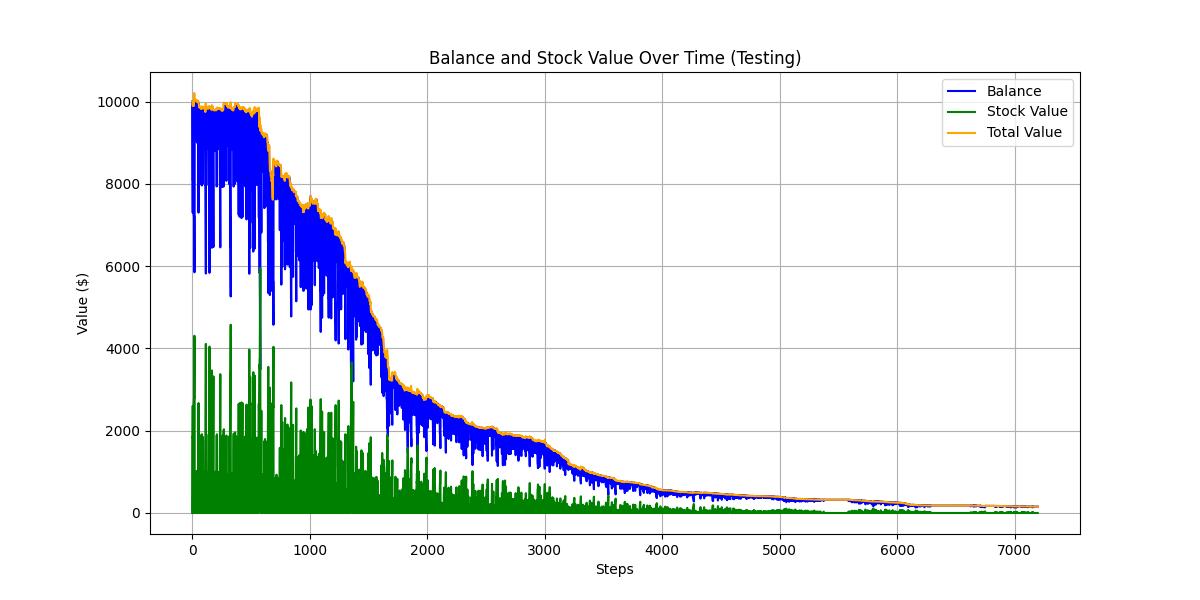 Balance and Stock Value Over Time (Testing)
Balance
Stock Value
Total Value
10000
8000
6000
4000
2000
0
Value ($)
0 1000 2000 3000 4000 5000 6000 7000
Steps